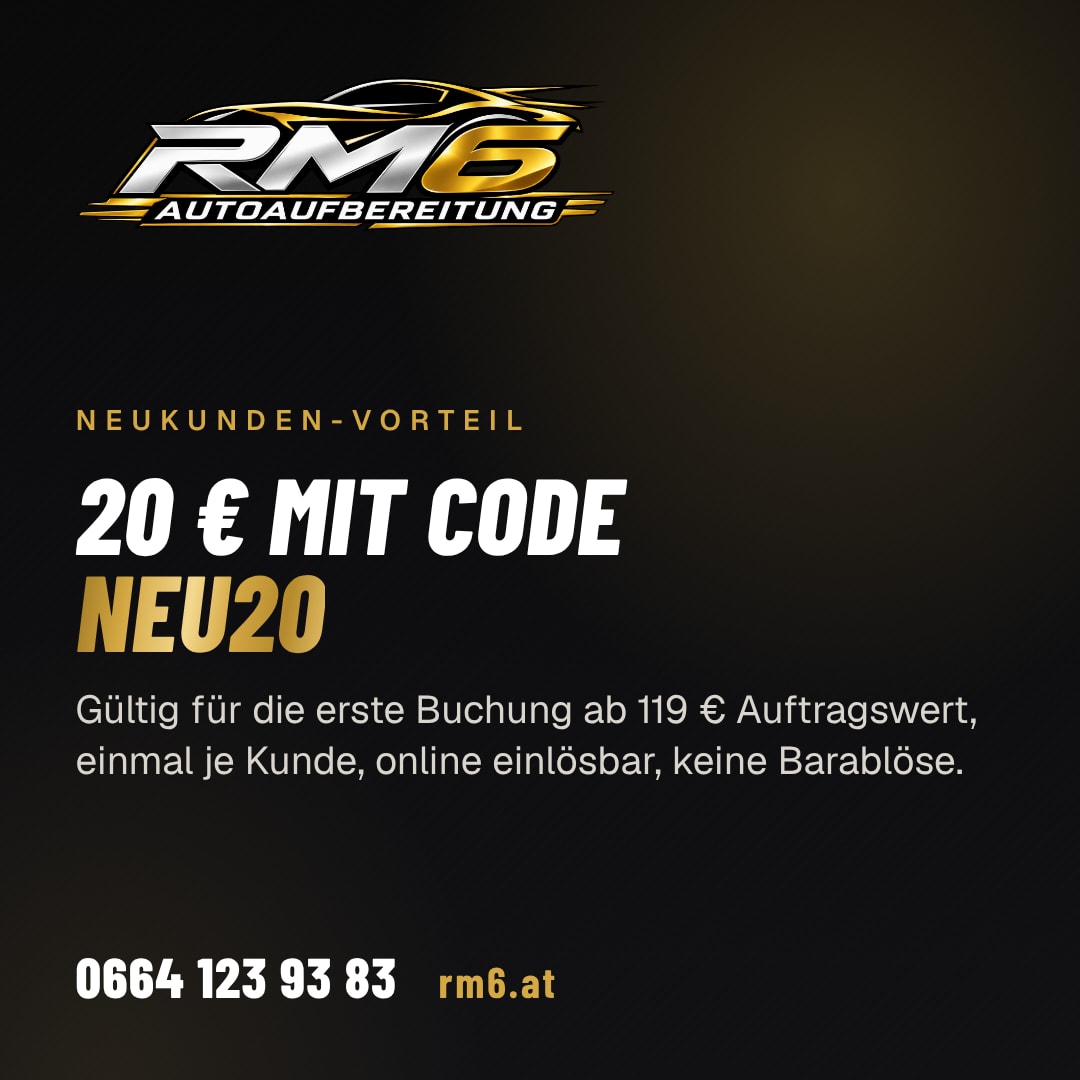 RM6
AUTOAUFBEREITUNG
NEUKUNDEN-VORTEIL
20 € MIT CODE
NEU20
Gültig für die erste Buchung ab 119 € Auftragswert,
einmal je Kunde, online einlösbar, keine Barablöse.
0664 123 93 83 rm6.at